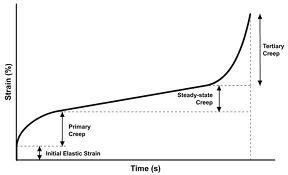 Tertiary
Creep
Strain (%)
Steady-state
Creep
Primary
Creep
Initial Elastic Strain
Time (s)